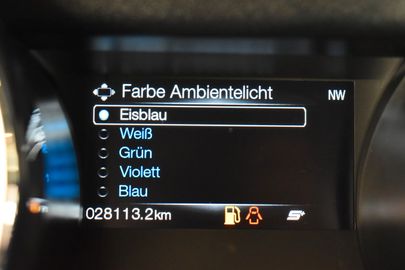 Farbe Ambientelicht
NW
Eisblau
Weiß
Grün
Violett
Blau
028113.2km
S+